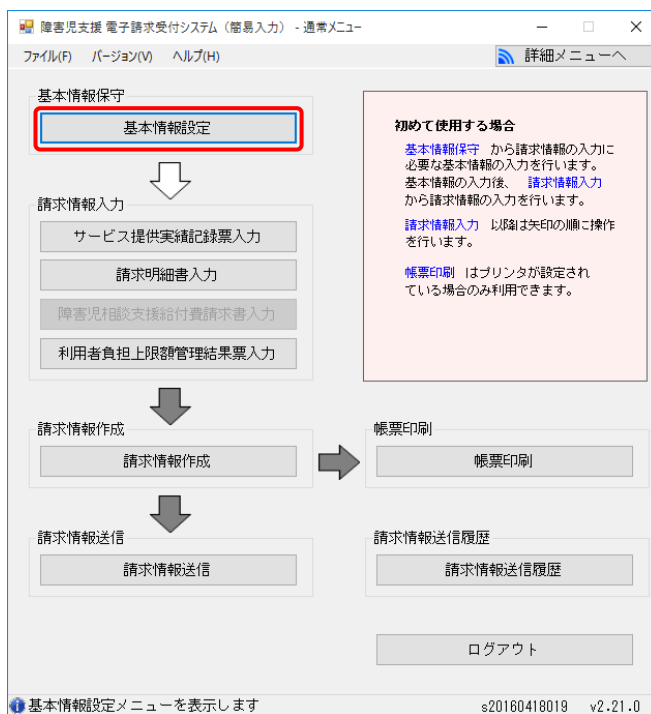 障害児支援 電子請求受付システム（簡易入力） - 通常メニュー
ファイル(F) バージョン(V) ヘルプ(H)
詳細メニューへ
基本情報保守
基本情報設定
初めて使用する場合
基本情報保守 から請求情報の入力に
必要な基本情報の入力を行います。
基本情報の入力後、 請求情報入力
から請求情報の入力を行います。
請求情報入力 以降は矢印の順に操作
を行います。
帳票印刷 はプリンタが設定され
ている場合のみ利用できます。
請求情報入力
サービス提供実績記録票入力
請求明細書入力
障害児相談支援給付費請求書入力
利用者負担上限額管理結果票入力
請求情報作成
請求情報作成
帳票印刷
帳票印刷
請求情報送信
請求情報送信
請求情報送信履歴
請求情報送信履歴
ログアウト
基本情報設定メニューを表示します
s20160418019 v2.21.0